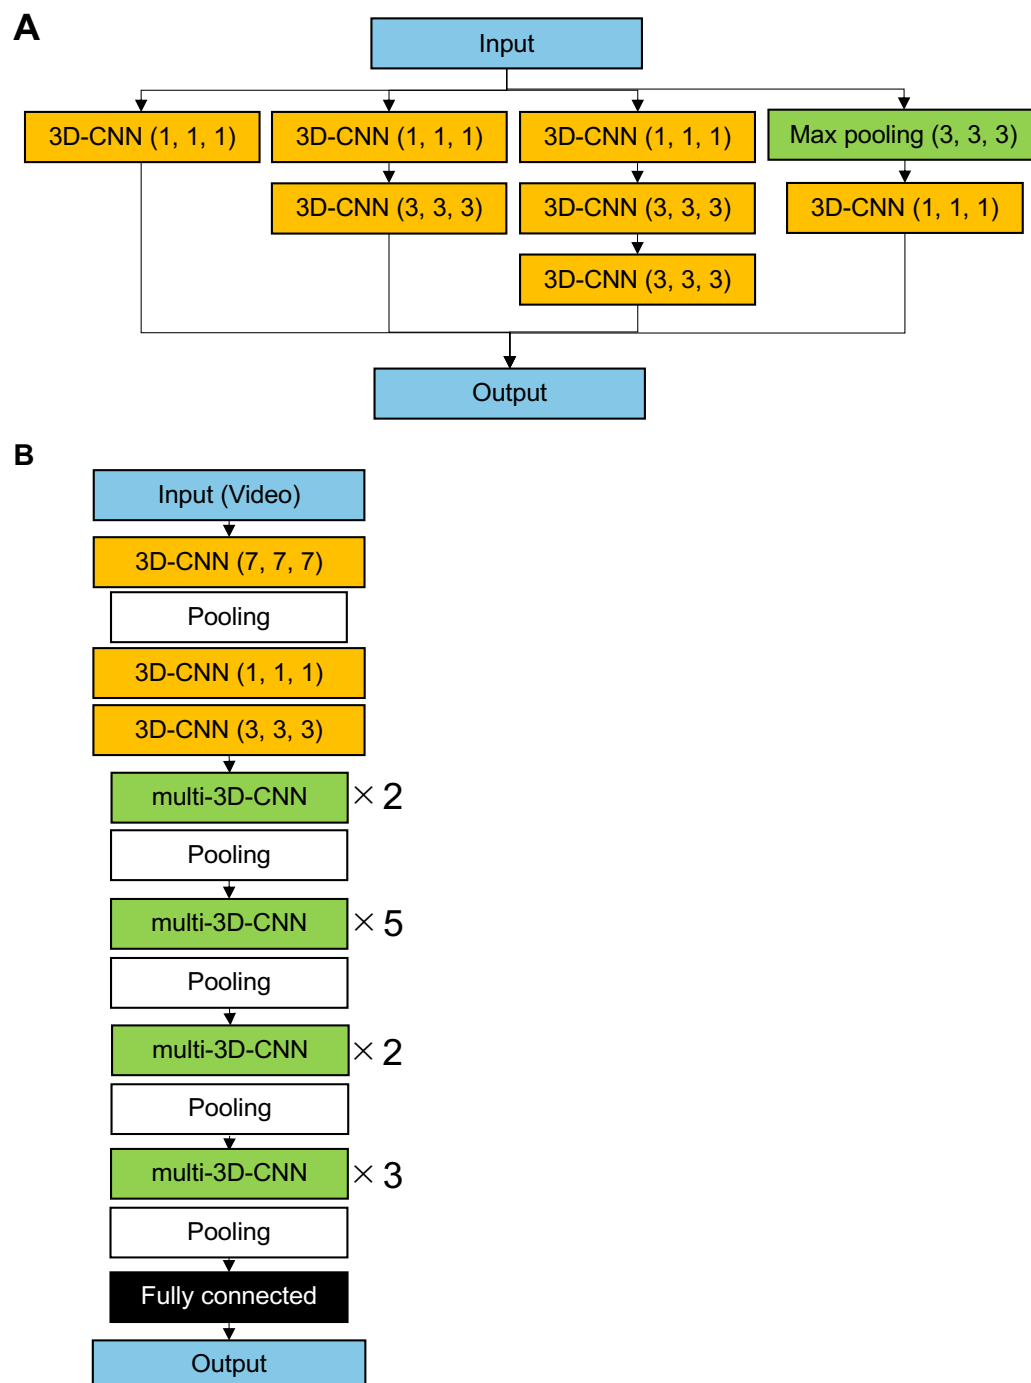 A
Input
3D-CNN (1, 1, 1)
3D-CNN (1, 1, 1)
3D-CNN (1, 1, 1)
Max pooling (3, 3, 3)
3D-CNN (3, 3, 3)
3D-CNN (3, 3, 3)
3D-CNN (1, 1, 1)
3D-CNN (3, 3, 3)
Output
B
Input (Video)
3D-CNN (7, 7, 7)
Pooling
3D-CNN (1, 1, 1)
3D-CNN (3, 3, 3)
multi-3D-CNN × 2
Pooling
multi-3D-CNN × 5
Pooling
multi-3D-CNN × 2
Pooling
multi-3D-CNN × 3
Pooling
Fully connected
Output